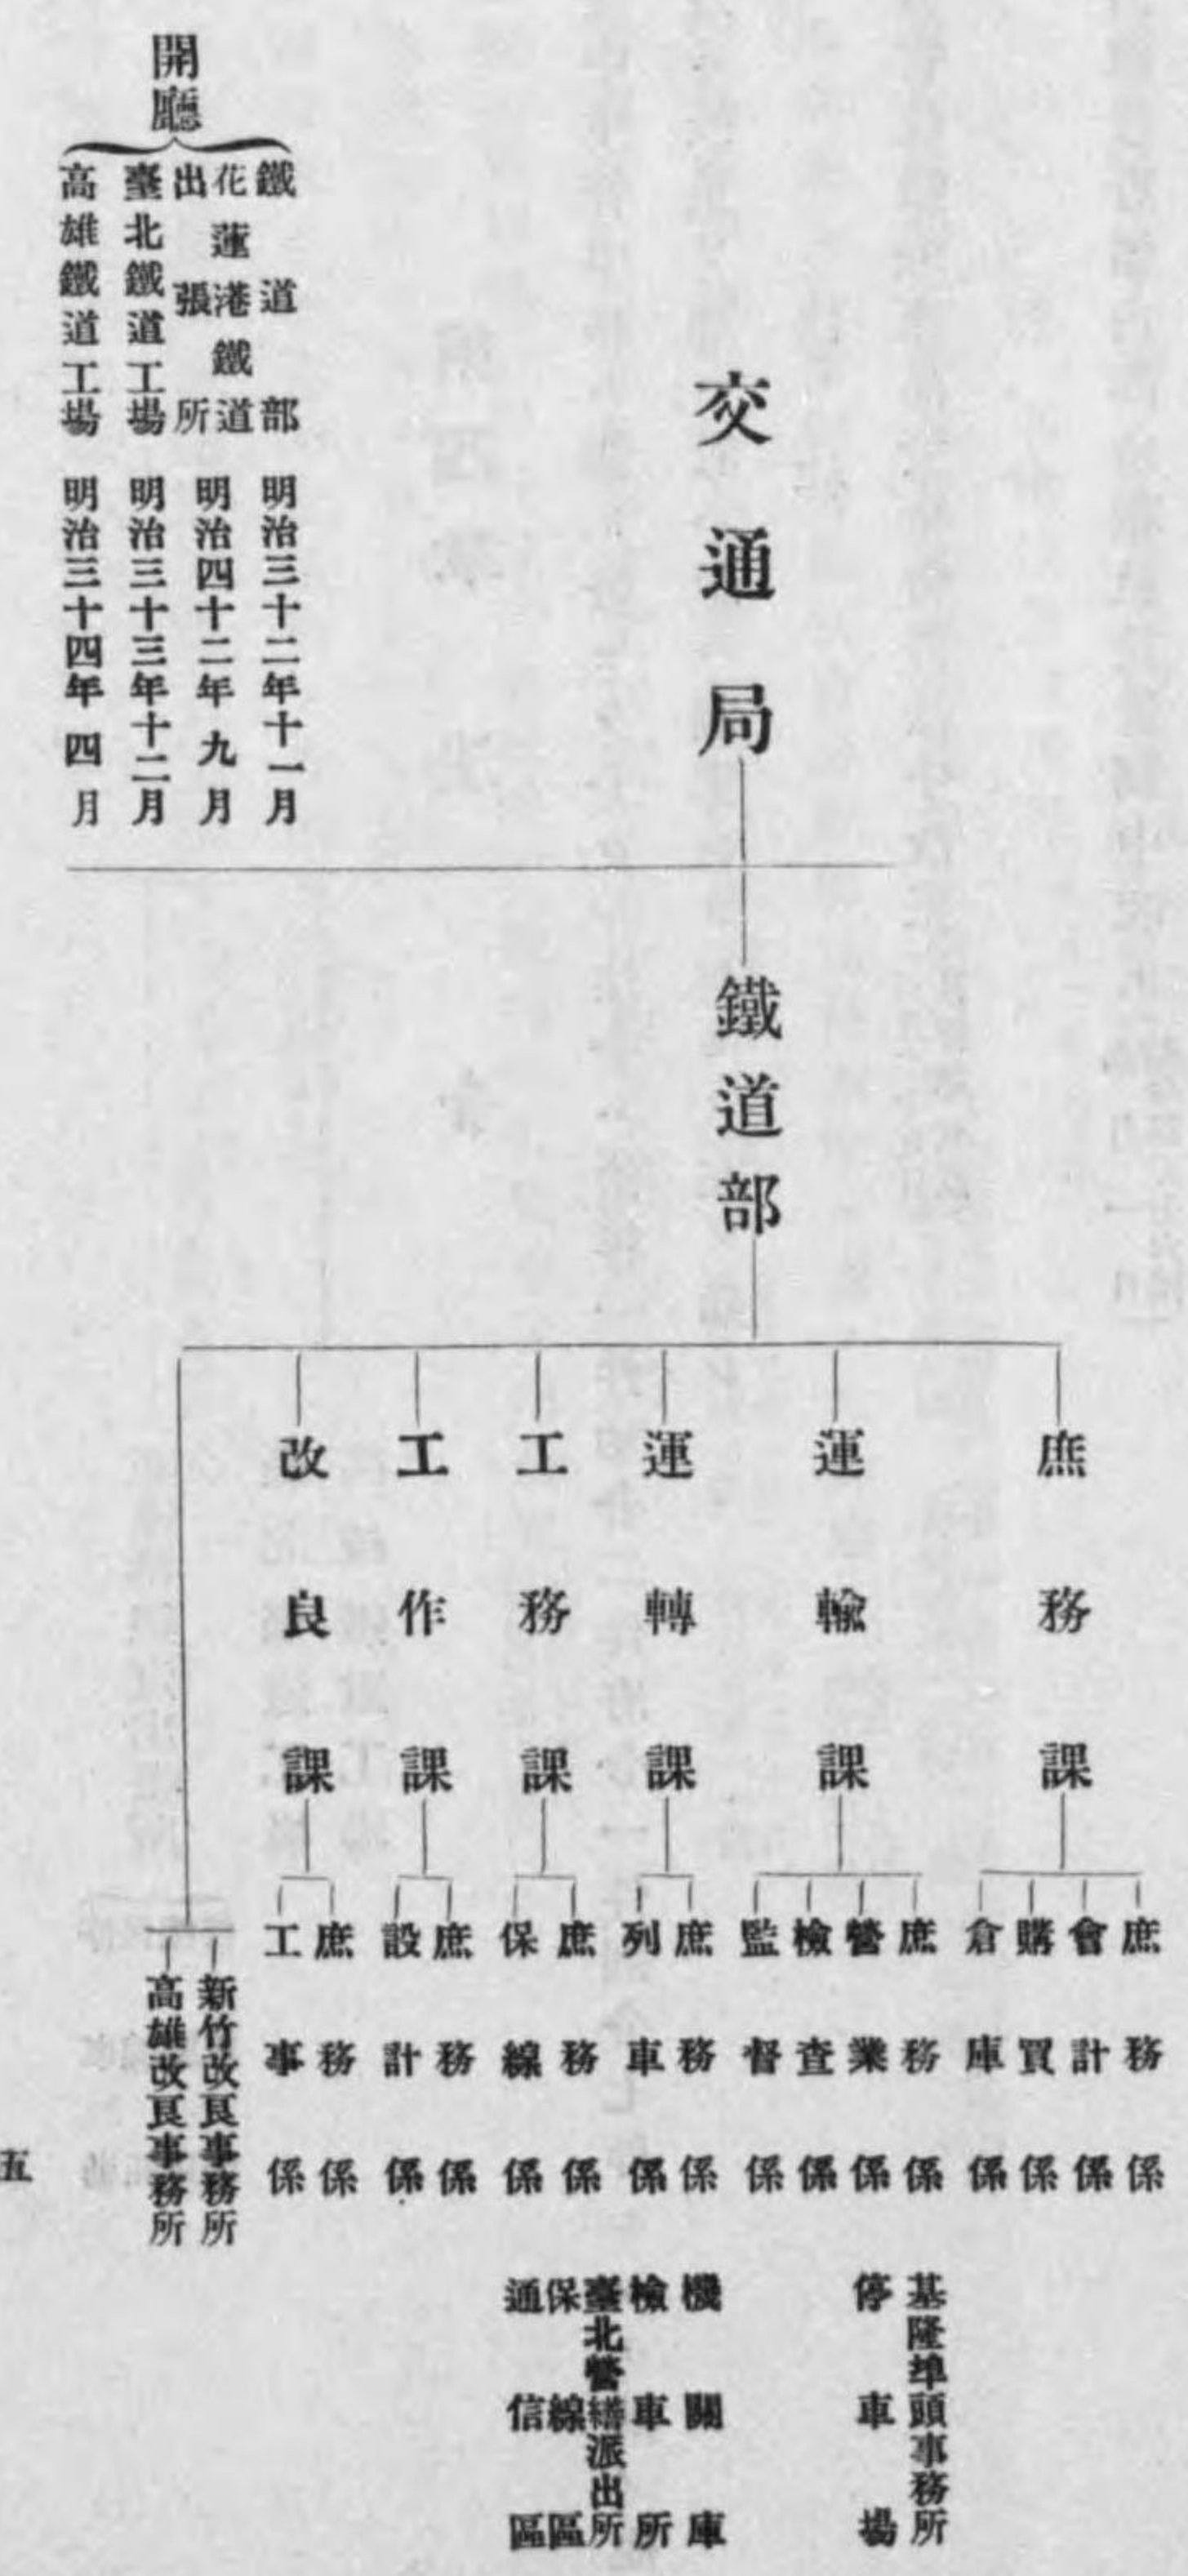 交通局
鐵道部
庶務課
庶務係
會計係
購買係
倉庫係
運輸課
庶務係
營業係
檢查係
監督係
基隆埠頭事務所
停車場
運轉課
庶務係
列車係
機關庫
檢車所
工務課
庶務係
保線係
臺北營繕派出所
保線區
通信區
工作課
庶務係
設計係
改良課
庶務係
工事係
新竹改良事務所
高雄改良事務所
開廳
鐵道部 明治三十二年十一月
花蓮港鐵道出張所 明治四十二年九月
臺北鐵道工場 明治三十三年十二月
高雄鐵道工場 明治三十四年四月
五